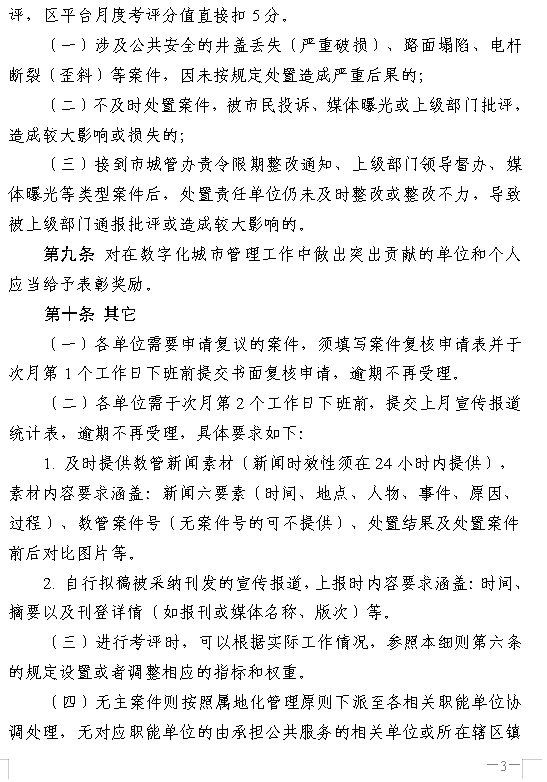 评，区平台月度考评分值直接扣 5 分。
（一）涉及公共安全的井盖丢失（严重破损）、路面塌陷、电杆
断裂（歪斜）等案件，因未按规定处置造成严重后果的；
（二）不及时处置案件，被市民投诉、媒体曝光或上级部门批评，
造成较大影响或损失的；
（三）接到市城管办责令限期整改通知、上级部门领导督办、媒
体曝光等类型案件后，处置责任单位仍未及时整改或整改不力，导致
被上级部门通报批评或造成较大影响的。
第九条 对在数字化城市管理工作中做出突出贡献的单位和个人
应当给予表彰奖励。
第十条 其它
（一）各单位需要申请复议的案件，须填写案件复核申请表并于
次月第 1 个工作日下班前提交书面复核申请，逾期不再受理。
（二）各单位需于次月第 2 个工作日下班前，提交上月宣传报道
统计表，逾期不再受理，具体要求如下：
1. 及时提供数管新闻素材（新闻时效性须在 24 小时内提供），
素材内容要求涵盖：新闻六要素（时间、地点、人物、事件、原因、
过程）、数管案件号（无案件号的可不提供）、处置结果及处置案件
前后对比图片等。
2. 自行拟稿被采纳刊发的宣传报道，上报时内容要求涵盖：时间、
摘要以及刊登详情（如报刊或媒体名称、版次）等。
（三）进行考评时，可以根据实际工作情况，参照本细则第六条
的规定设置或者调整相应的指标和权重。
（四）无主案件则按照属地化管理原则下派至各相关职能单位协
调处理，无对应职能单位的由承担公共服务的相关单位或所在辖区镇
—3—